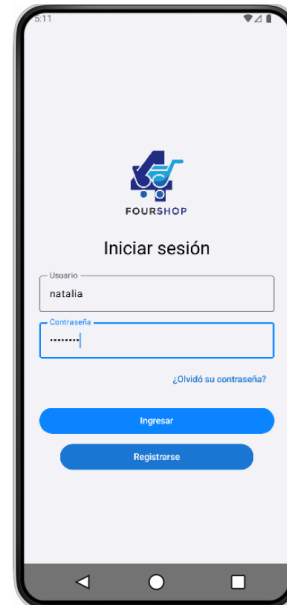 5:11
FOURSHOP
Iniciar sesión
Usuario
natalia
Contraseña
••••••••
¿Olvidó su contraseña?
Ingresar
Registrarse